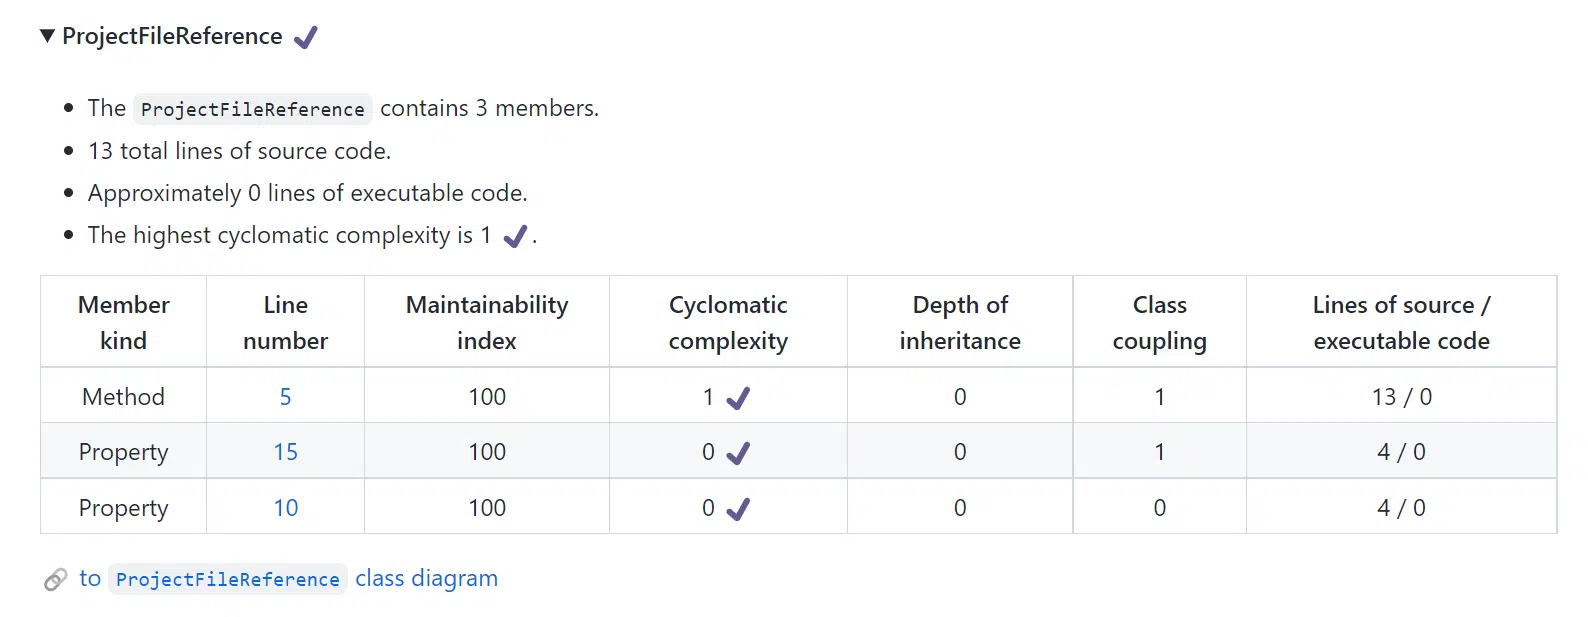 ProjectFileReference
The ProjectFileReference contains 3 members.
13 total lines of source code.
Approximately 0 lines of executable code.
The highest cyclomatic complexity is 1 ✔.
Member kind | Line number | Maintainability index | Cyclomatic complexity | Depth of inheritance | Class coupling | Lines of source / executable code
Method 5 100 1 ✔ 0 1 13 / 0
Property 15 100 0 ✔ 0 1 4 / 0
Property 10 100 0 ✔ 0 0 4 / 0
to ProjectFileReference class diagram